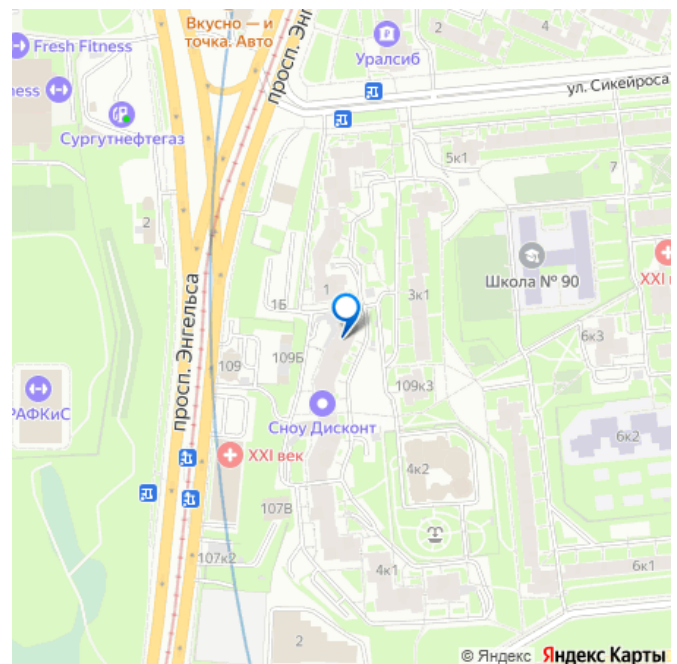 Вкусно — и
точка. Авто
Fresh Fitness
ness
Сургутнефтегаз
просп. Эн
Уралсиб
2
4
ул. Сикейроса
5к1
7
2
Школа № 90
XXI
1
1Б
3к1
6к3
просп. Энгельса
109
109Б
109к3
РАФКиС
Сноу Дисконт
XXI век
4к2
6к2
107В
107к2
4к1
6к1
2
© Яндекс Яндекс Карты